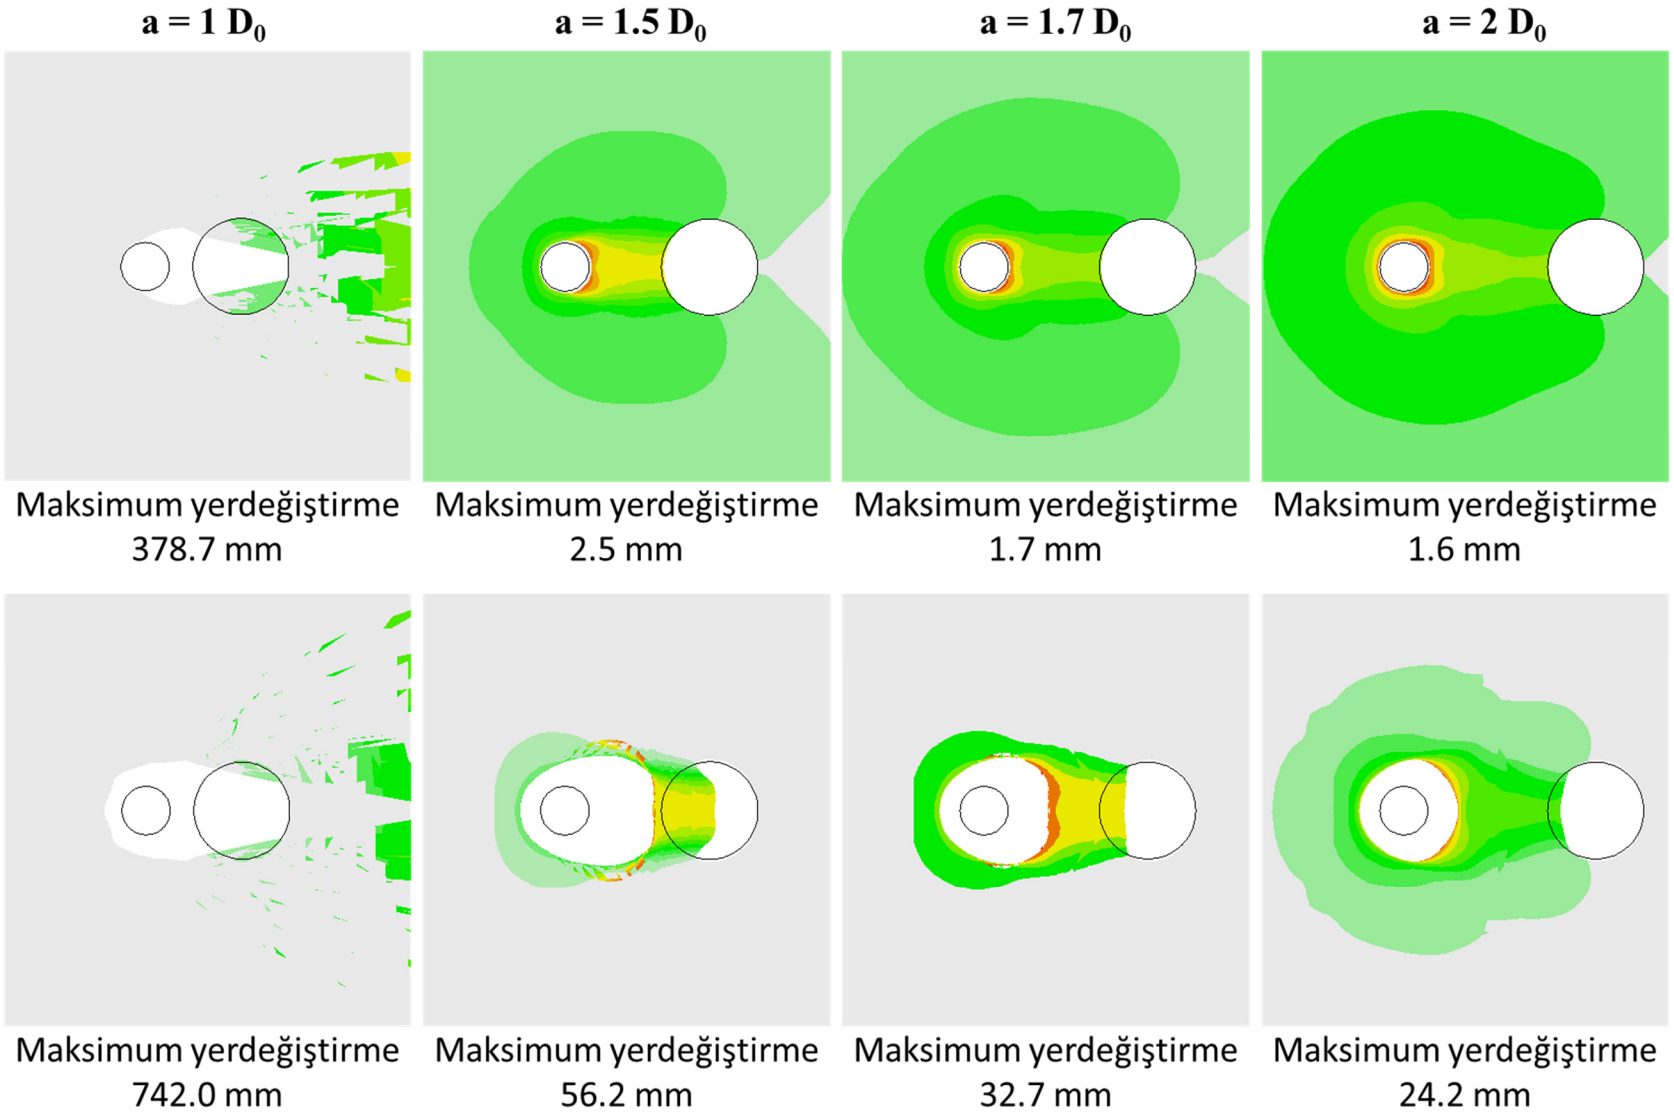 a = 1 D₀
a = 1.5 D₀
a = 1.7 D₀
a = 2 D₀
Maksimum yerdeğiştirme
378.7 mm
Maksimum yerdeğiştirme
2.5 mm
Maksimum yerdeğiştirme
1.7 mm
Maksimum yerdeğiştirme
1.6 mm
Maksimum yerdeğiştirme
742.0 mm
Maksimum yerdeğiştirme
56.2 mm
Maksimum yerdeğiştirme
32.7 mm
Maksimum yerdeğiştirme
24.2 mm